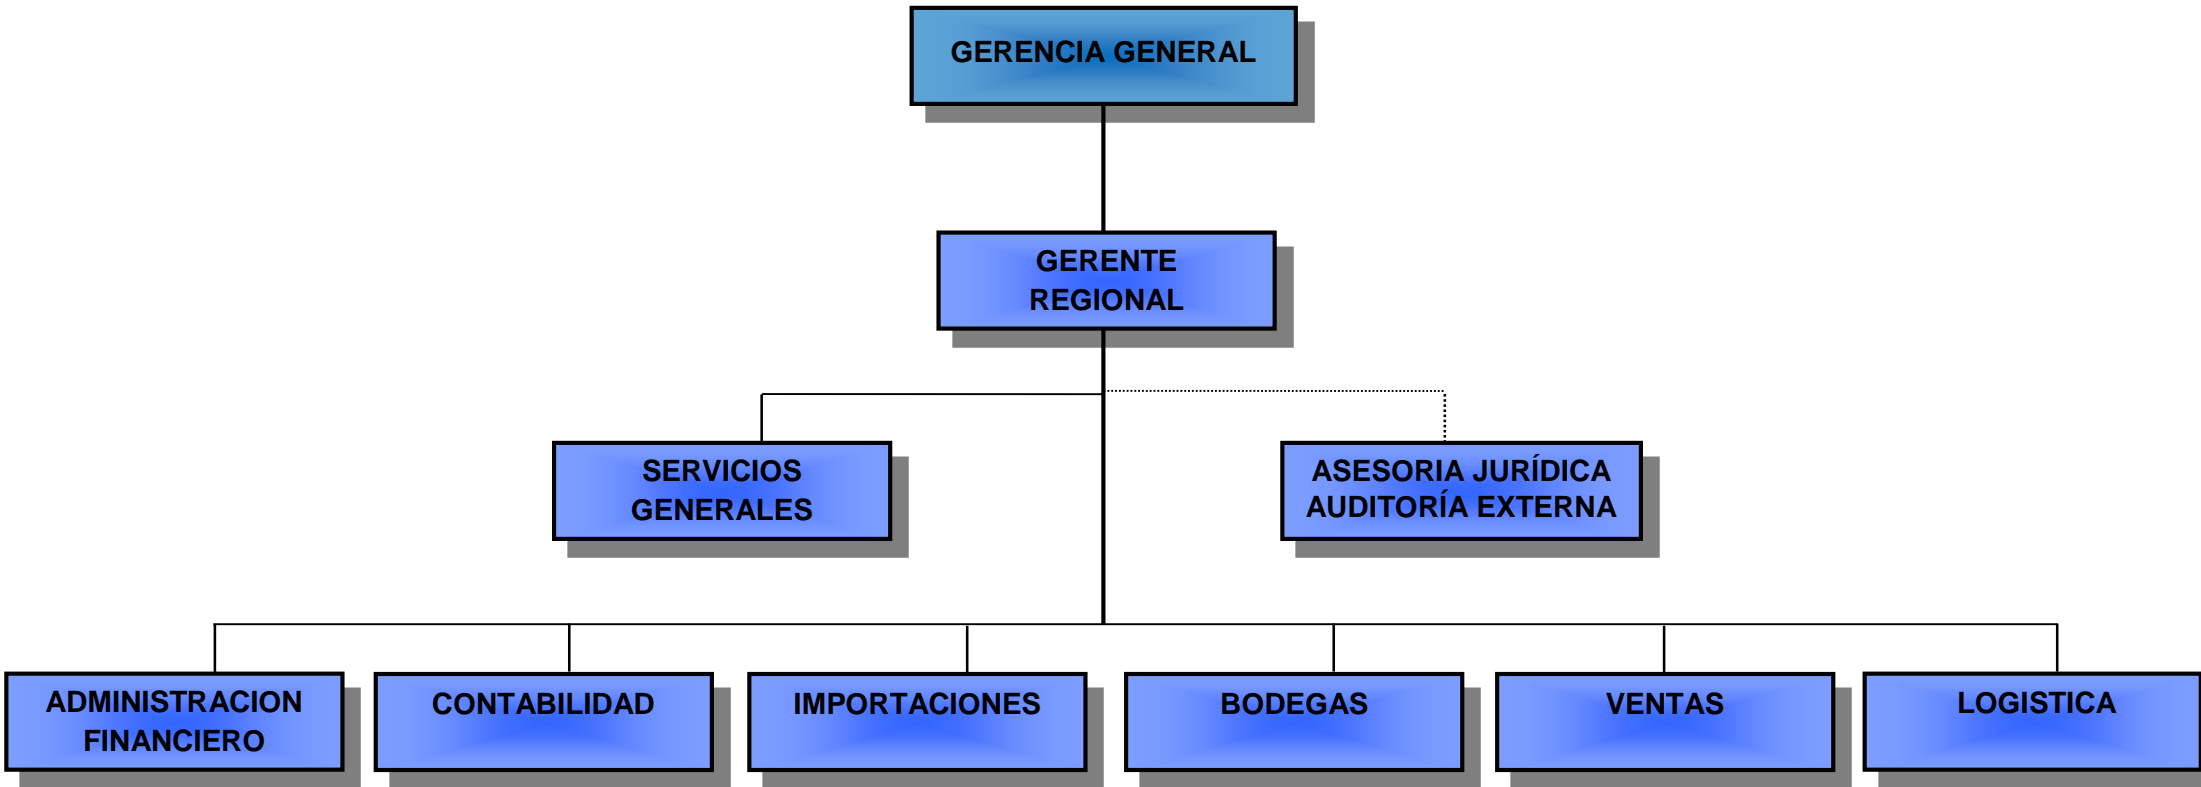 GERENCIA GENERAL
GERENTE
REGIONAL
SERVICIOS
GENERALES
ASESORIA JURÍDICA
AUDITORÍA EXTERNA
ADMINISTRACION
FINANCIERO
CONTABILIDAD
IMPORTACIONES
BODEGAS
VENTAS
LOGISTICA